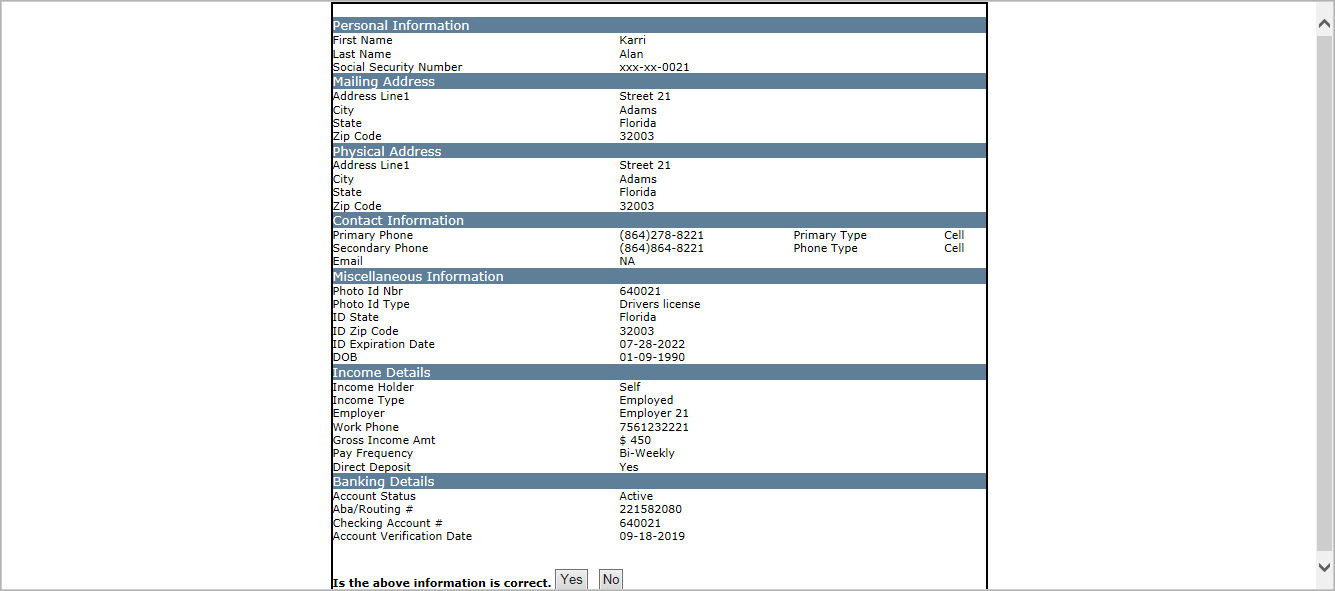 Personal Information
First Name Karri
Last Name Alan
Social Security Number xxx-xx-0021
Mailing Address
Address Line1 Street 21
City Adams
State Florida
Zip Code 32003
Physical Address
Address Line1 Street 21
City Adams
State Florida
Zip Code 32003
Contact Information
Primary Phone (864)278-8221 Primary Type Cell
Secondary Phone (864)864-8221 Phone Type Cell
Email NA
Miscellaneous Information
Photo Id Nbr 640021
Photo Id Type Drivers license
ID State Florida
ID Zip Code 32003
ID Expiration Date 07-28-2022
DOB 01-09-1990
Income Details
Income Holder Self
Income Type Employed
Employer Employer 21
Work Phone 7561232221
Gross Income Amt $ 450
Pay Frequency Bi-Weekly
Direct Deposit Yes
Banking Details
Account Status Active
Aba/Routing # 221582080
Checking Account # 640021
Account Verification Date 09-18-2019
Is the above information is correct. Yes No